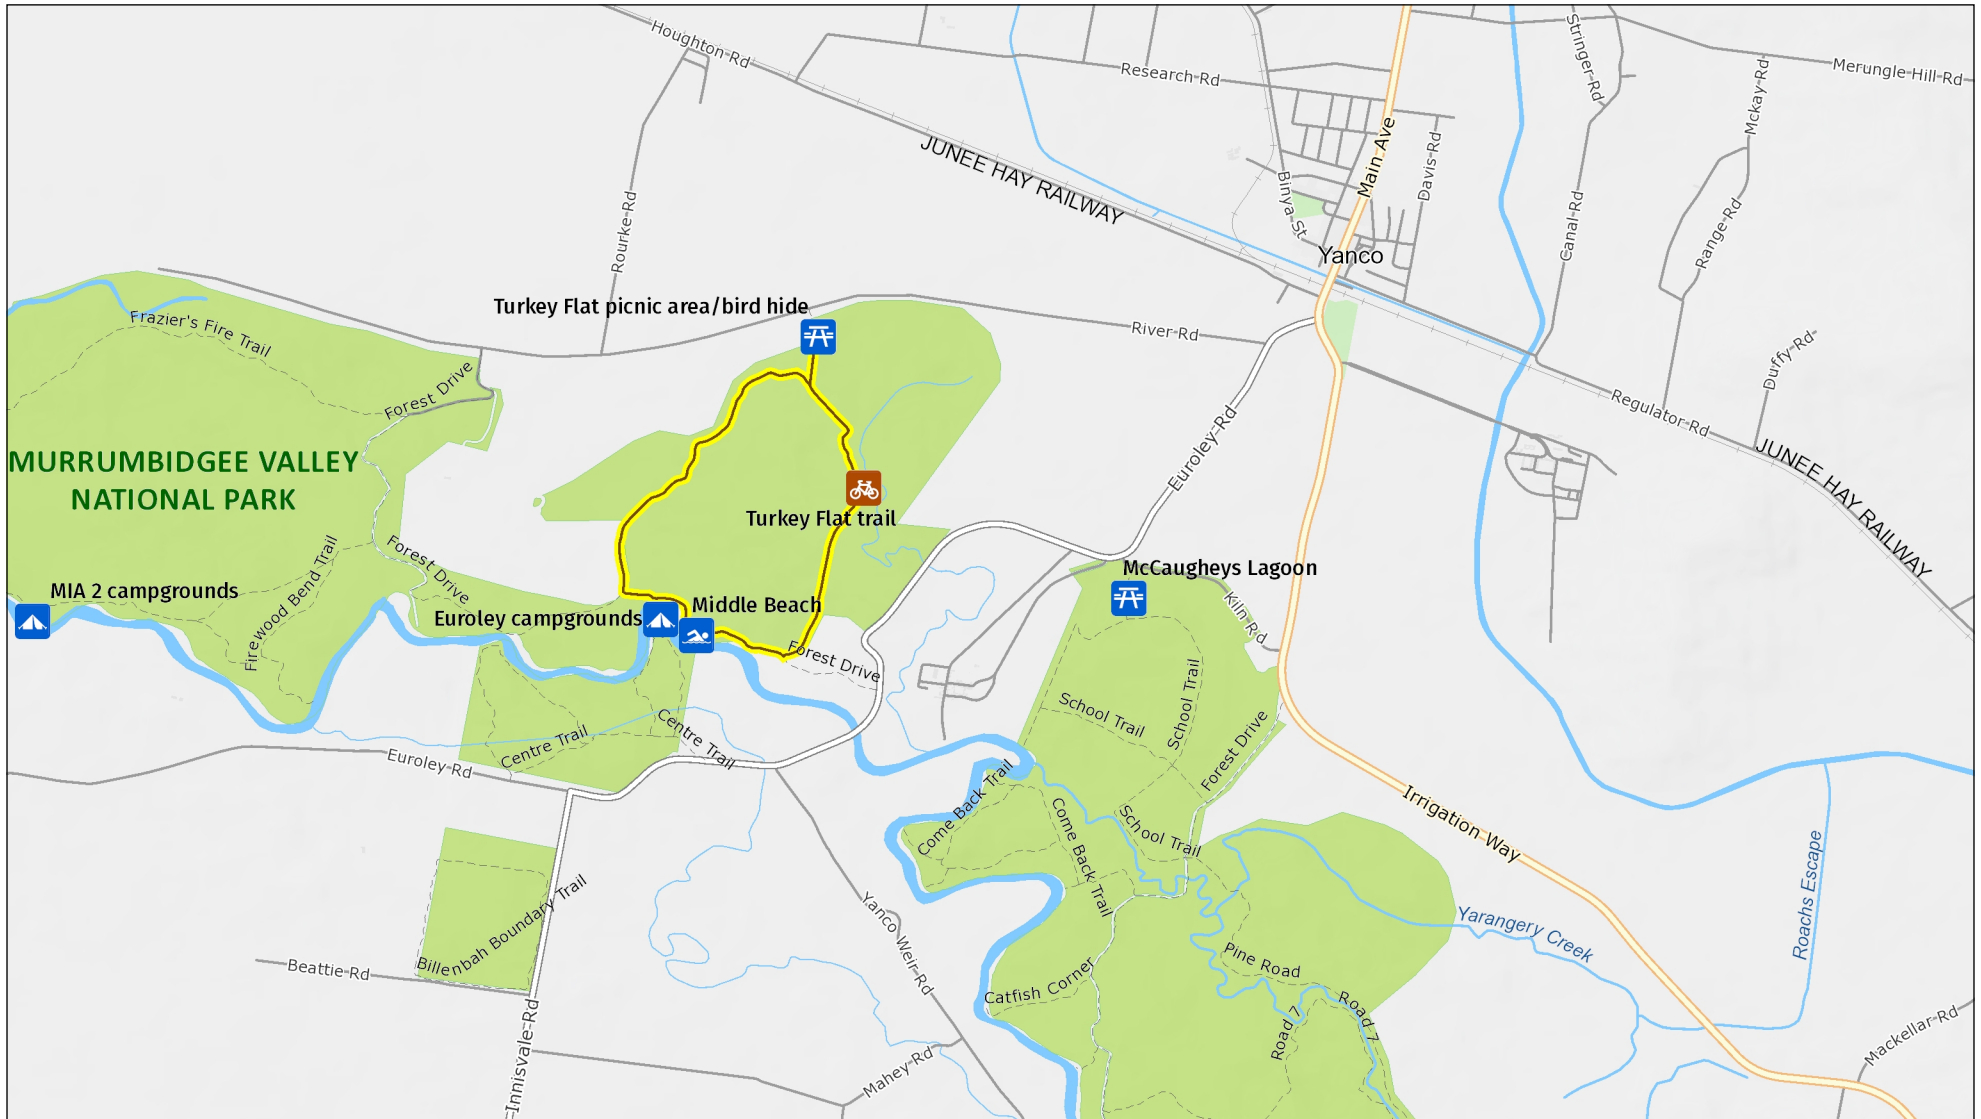 Houghton Rd
Research Rd
Stringer Rd
Merungle Hill Rd
Mckay Rd
JUNEE HAY RAILWAY
Main Ave
Davis Rd
Binya St
Canal Rd
Range Rd
Rourke Rd
Yanco
Turkey Flat picnic area/bird hide
Frazier's Fire Trail
River Rd
Forest Drive
Duffy Rd
Regulator Rd
Euroley Rd
JUNEE HAY RAILWAY
MURRUMBIDGEE VALLEY
NATIONAL PARK
Turkey Flat trail
Forest Drive
Firewood Bend Trail
McCaugheys Lagoon
MIA 2 campgrounds
Middle Beach
Euroley campgrounds
Kiln Rd
Forest Drive
School Trail
School Trail
Forest Drive
Centre Trail
Centre Trail
Euroley Rd
Come Back Trail
Come Back Trail
School Trail
Irrigation Way
Roachs Escape
Billenbah Boundary Trail
Yanco Weir Rd
Yarangery Creek
Beattie Rd
Pine Road
Catfish Corner
Road 7
Road 7
Innisvale Rd
Mahey Rd
Mackellar Rd